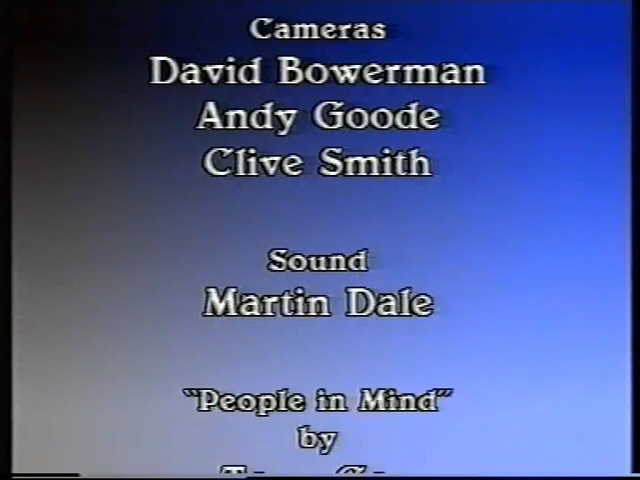 Cameras
David Bowerman
Andy Goode
Clive Smith
Sound
Martin Dale
"People in Mind"
by